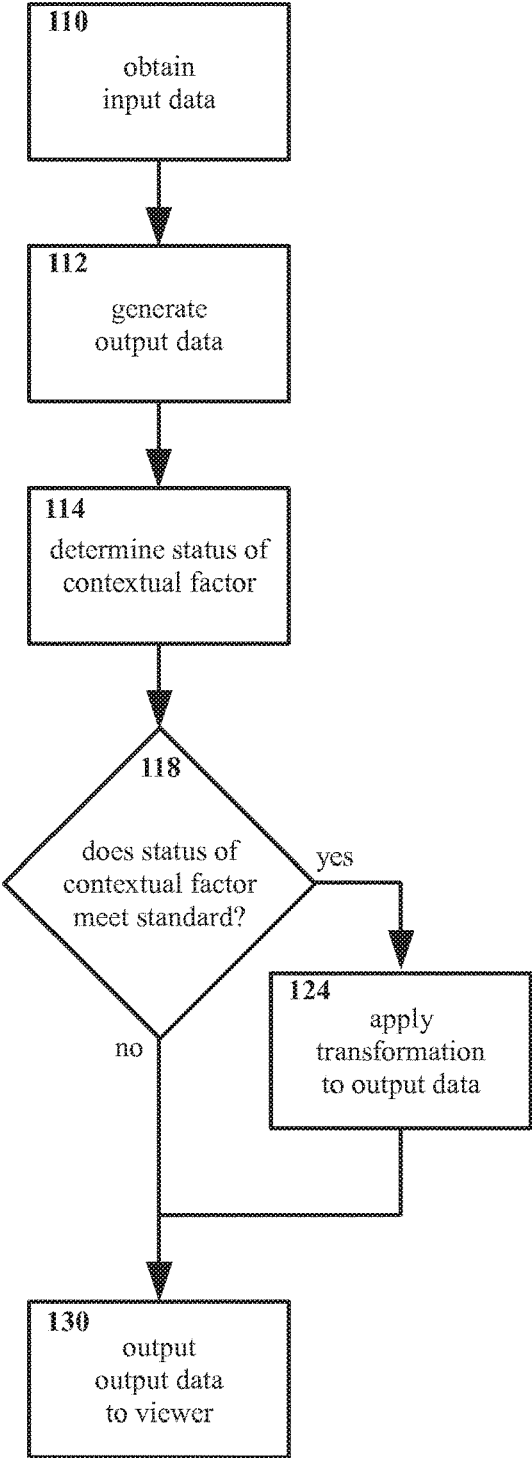 110
obtain
input data
112
generate
output data
114
determine status of
contextual factor
118
does status of
contextual factor
meet standard?
yes
124
apply
transformation
to output data
no
130
output
output data
to viewer